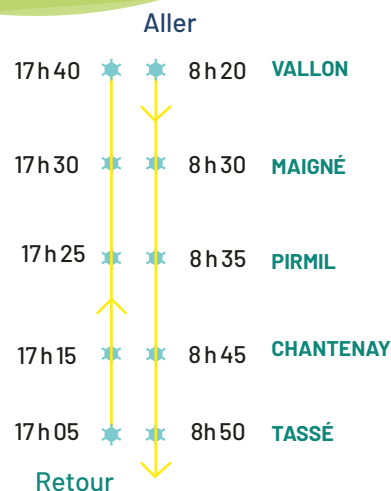 Aller
17h40 8h20 VALLON
17h30 8h30 MAIGNÉ
17h25 8h35 PIRMIL
17h15 8h45 CHANTENAY
17h05 8h50 TASSÉ
Retour